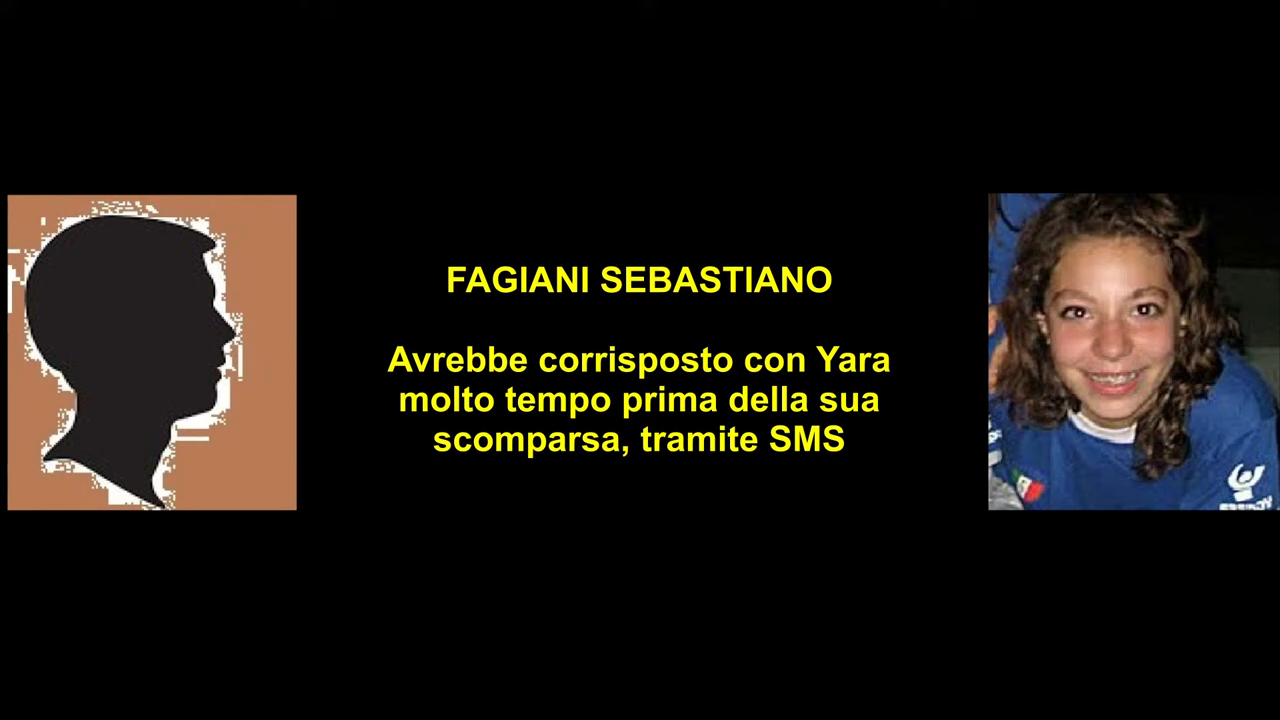 FAGIANI SEBASTIANO
Avrebbe corrisposto con Yara
molto tempo prima della sua
scomparsa, tramite SMS